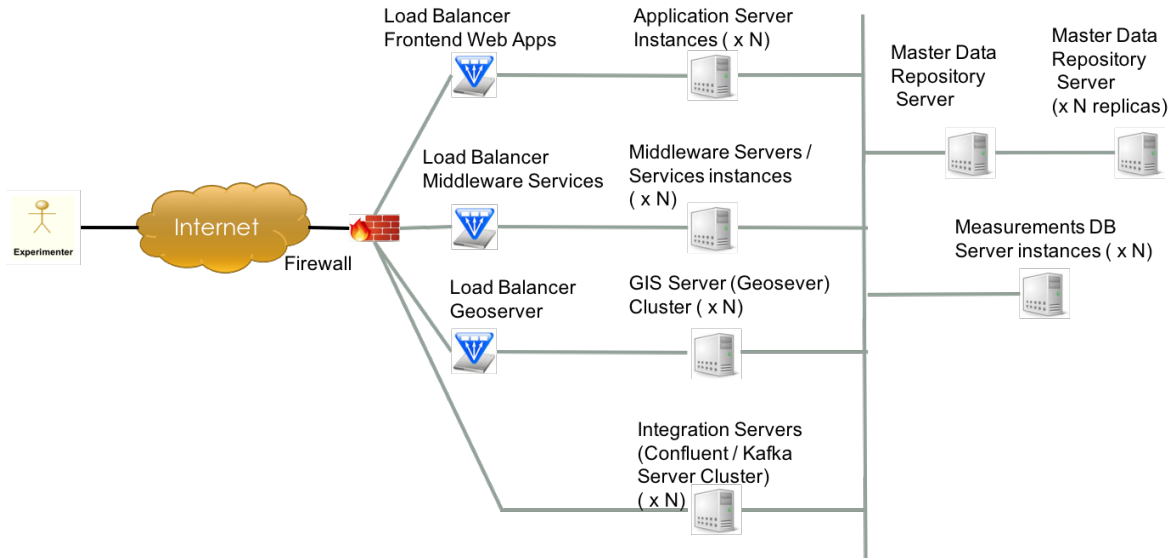 Load Balancer
Frontend Web Apps
Application Server
Instances ( x N)
Master Data
Repository
Server
Master Data
Repository
Server
(x N replicas)
Load Balancer
Middleware Services
Middleware Servers /
Services instances
( x N)
Experimenter
Internet
Firewall
Measurements DB
Server instances ( x N)
Load Balancer
Geoserver
GIS Server (Geosever)
Cluster ( x N)
Integration Servers
(Confluent / Kafka
Server Cluster)
( x N)